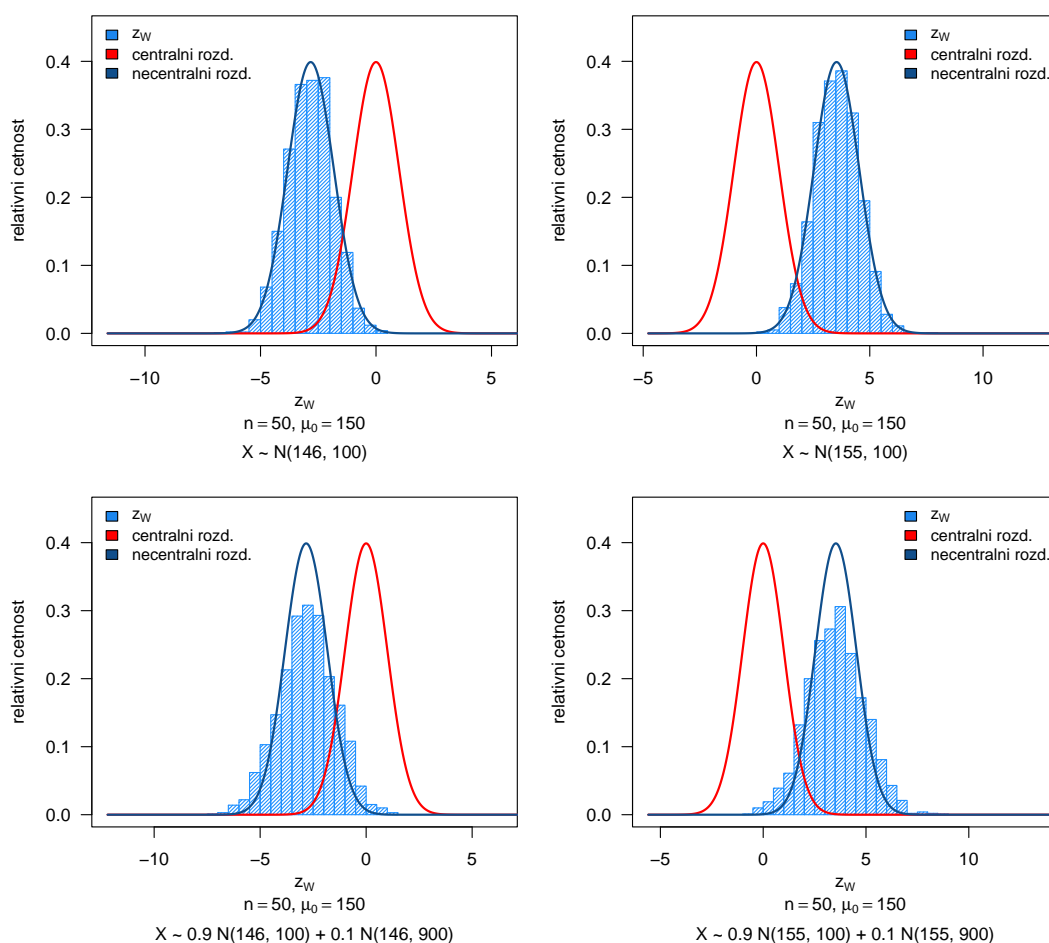 z_W
centralni rozd.
necentralni rozd.
relativni cetnost
0.0
0.1
0.2
0.3
0.4
−10 −5 0 5
z_W
n = 50, μ₀ = 150
X ~ N(146, 100)
z_W
centralni rozd.
necentralni rozd.
relativni cetnost
0.0
0.1
0.2
0.3
0.4
−5 0 5 10
z_W
n = 50, μ₀ = 150
X ~ N(155, 100)
z_W
centralni rozd.
necentralni rozd.
relativni cetnost
0.0
0.1
0.2
0.3
0.4
−10 −5 0 5
z_W
n = 50, μ₀ = 150
X ~ 0.9 N(146, 100) + 0.1 N(146, 900)
z_W
centralni rozd.
necentralni rozd.
relativni cetnost
0.0
0.1
0.2
0.3
0.4
−5 0 5 10
z_W
n = 50, μ₀ = 150
X ~ 0.9 N(155, 100) + 0.1 N(155, 900)